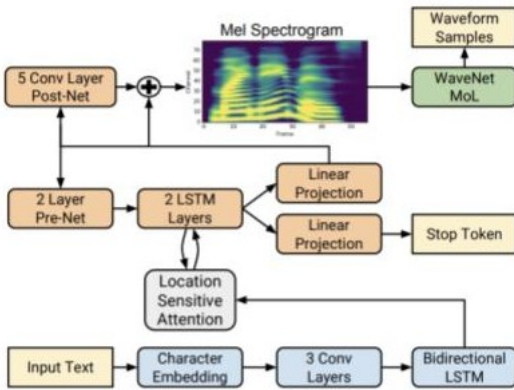 Mel Spectrogram
Waveform
Samples
5 Conv Layer
Post-Net
WaveNet
MoL
2 Layer
Pre-Net
2 LSTM
Layers
Linear
Projection
Linear
Projection
Stop Token
Location
Sensitive
Attention
Input Text
Character
Embedding
3 Conv
Layers
Bidirectional
LSTM